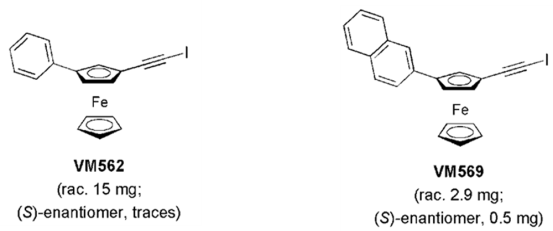 I
Fe
VM562
(rac. 15 mg;
(S)-enantiomer, traces)
I
Fe
VM569
(rac. 2.9 mg;
(S)-enantiomer, 0.5 mg)